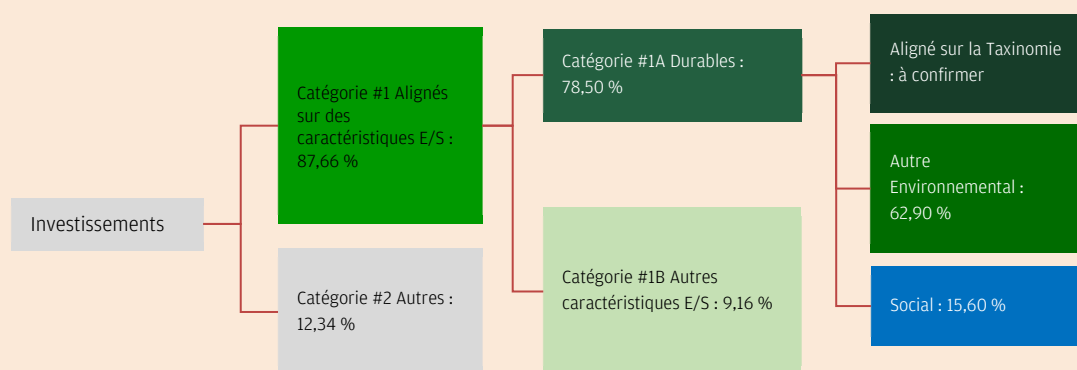 Investissements
Catégorie #1 Alignés
sur des
caractéristiques E/S :
87,66 %
Catégorie #2 Autres :
12,34 %
Catégorie #1A Durables :
78,50 %
Catégorie #1B Autres
caractéristiques E/S : 9,16 %
Aligné sur la Taxinomie
: à confirmer
Autre
Environnemental :
62,90 %
Social : 15,60 %